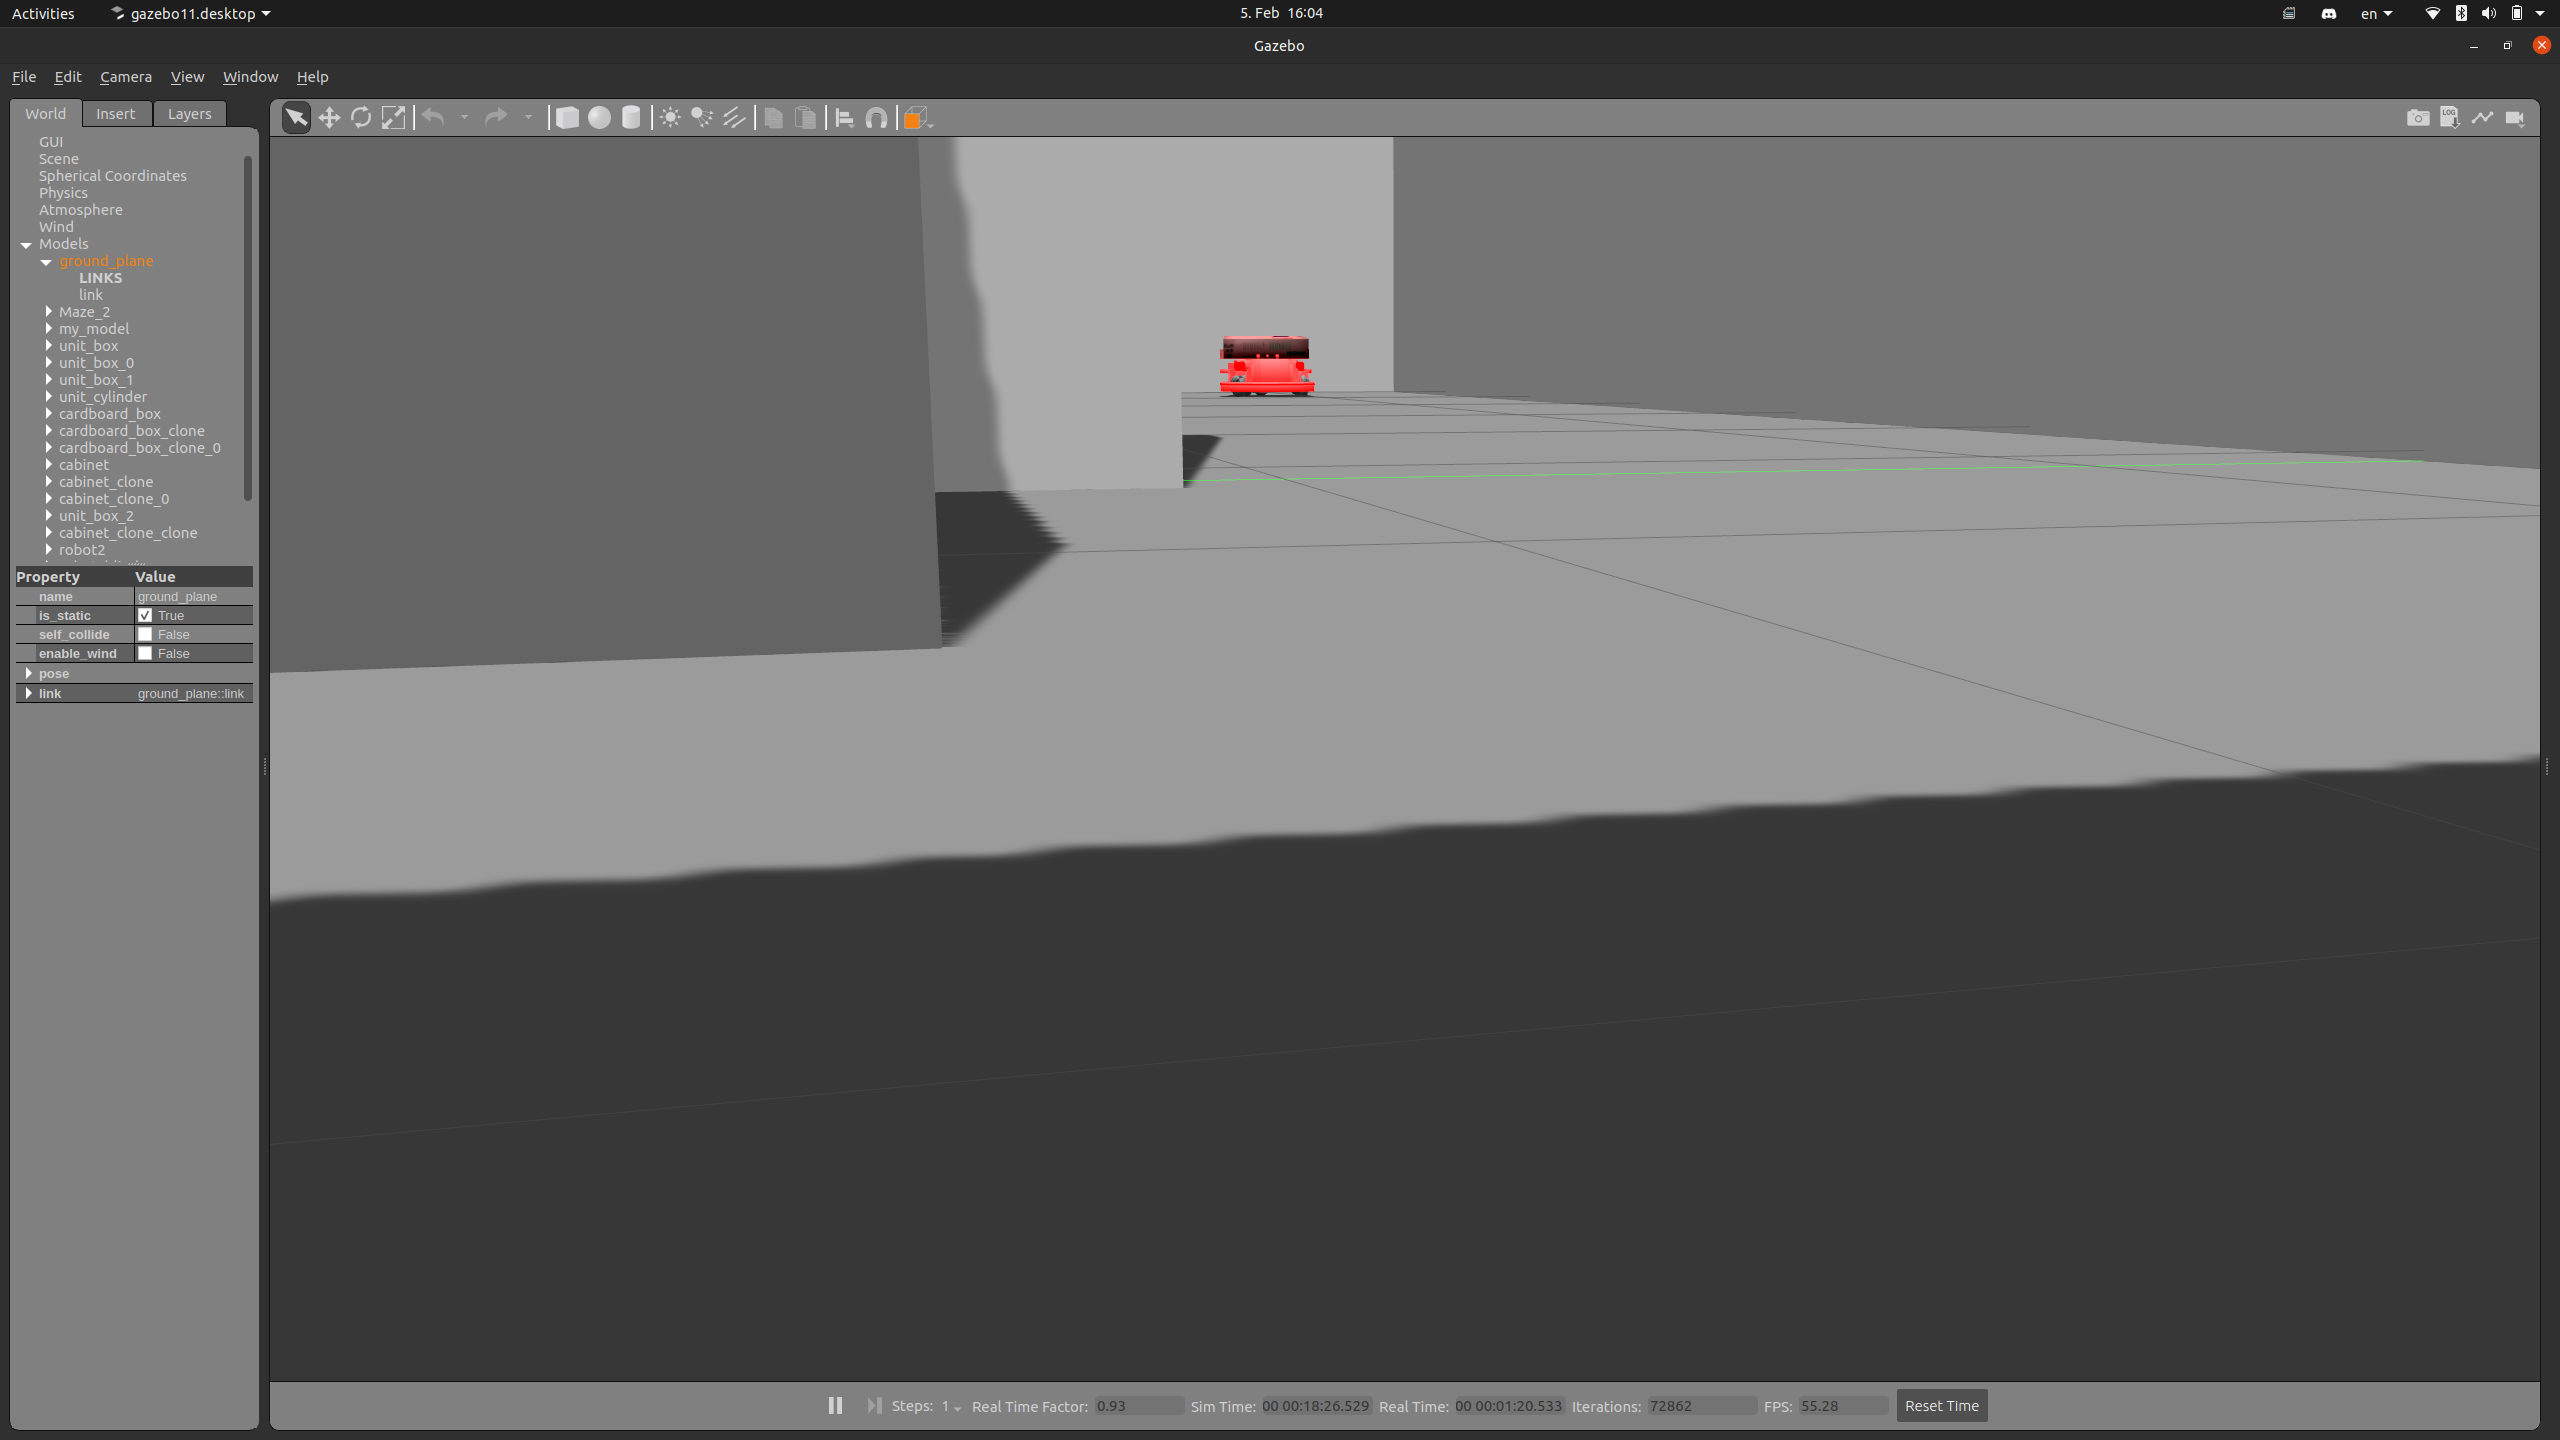 Activities gazebo11.desktop 5. Feb 16:04 en
Gazebo
File Edit Camera View Window Help
World Insert Layers
GUI
Scene
Spherical Coordinates
Physics
Atmosphere
Wind
Models
ground_plane
LINKS
link
Maze_2
my_model
unit_box
unit_box_0
unit_box_1
unit_cylinder
cardboard_box
cardboard_box_clone
cardboard_box_clone_0
cabinet
cabinet_clone
cabinet_clone_0
unit_box_2
cabinet_clone_clone
robot2
Property Value
name ground_plane
is_static True
self_collide False
enable_wind False
pose
link ground_plane::link
LOG
Steps: 1 Real Time Factor: 0.93 Sim Time: 00 00:18:26.529 Real Time: 00 00:01:20.533 Iterations: 72862 FPS: 55.28 Reset Time